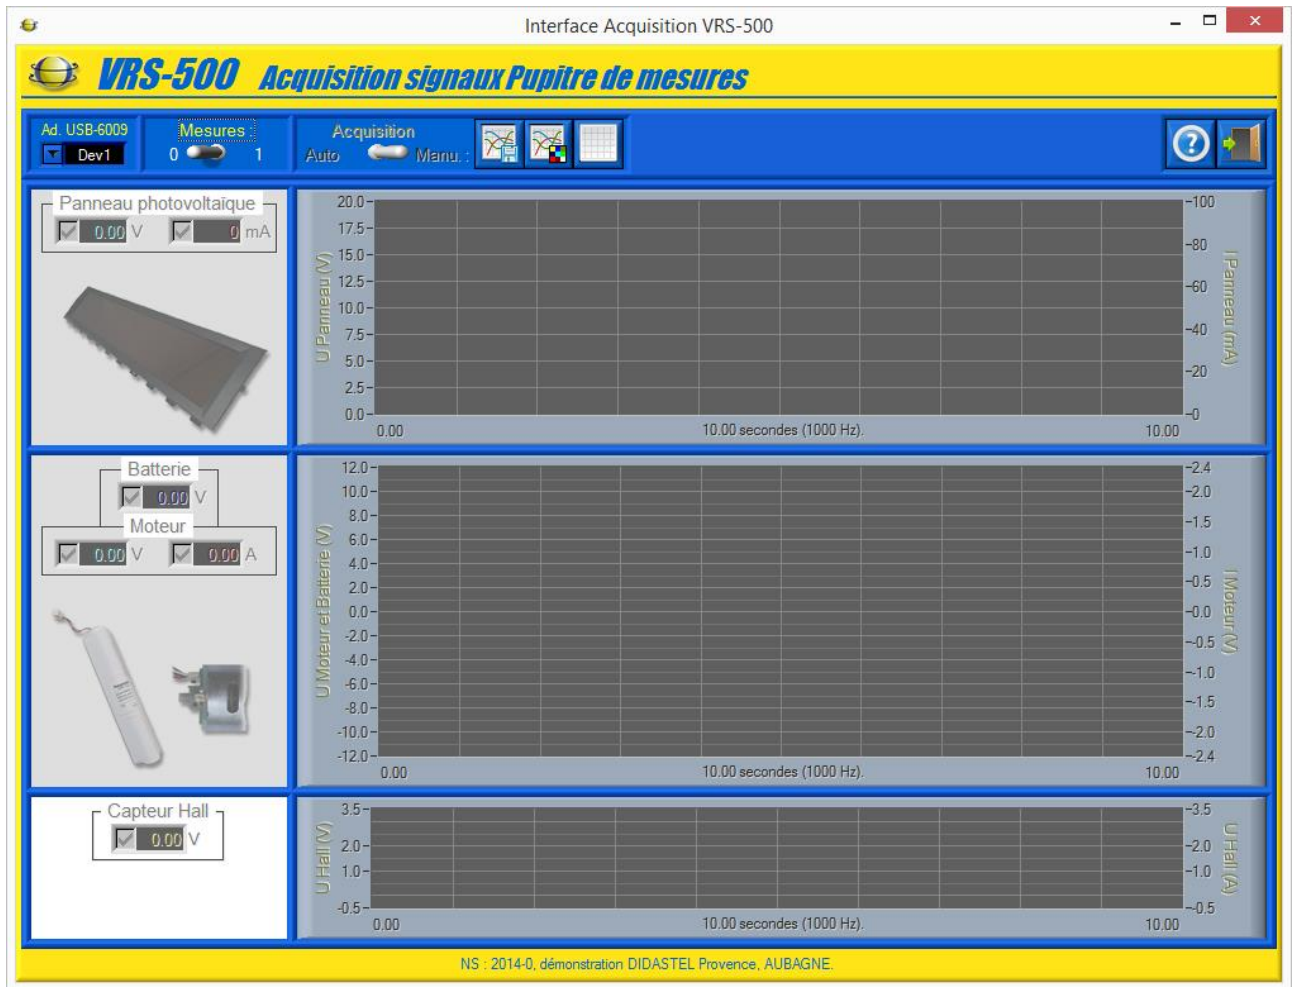 Interface Acquisition VRS-500
VRS-500 Acquisition signaux Pupitre de mesures
Ad. USB-6009
Dev1
Mesures :
0 1
Acquisition
Auto Manu. :
Panneau photovoltaïque
0.00 V 0 mA
U Panneau (V)
20.0
17.5
15.0
12.5
10.0
7.5
5.0
2.5
0.0
0.00 10.00 secondes (1000 Hz). 10.00
100
80
60
40
20
0
I Panneau (mA)
Batterie
0.00 V
Moteur
0.00 V 0.00 A
U Moteur et Batterie (V)
12.0
10.0
8.0
6.0
4.0
2.0
0.0
-2.0
-4.0
-6.0
-8.0
-10.0
-12.0
0.00 10.00 secondes (1000 Hz). 10.00
2.4
2.0
1.5
1.0
0.5
0.0
-0.5
-1.0
-1.5
-2.0
-2.4
I Moteur (V)
Capteur Hall
0.00 V
U Hall (V)
3.5
2.0
1.0
-0.5
0.00 10.00 secondes (1000 Hz). 10.00
3.5
2.0
1.0
-0.5
U Hall (A)
NS : 2014-0, démonstration DIDASTEL Provence, AUBAGNE.